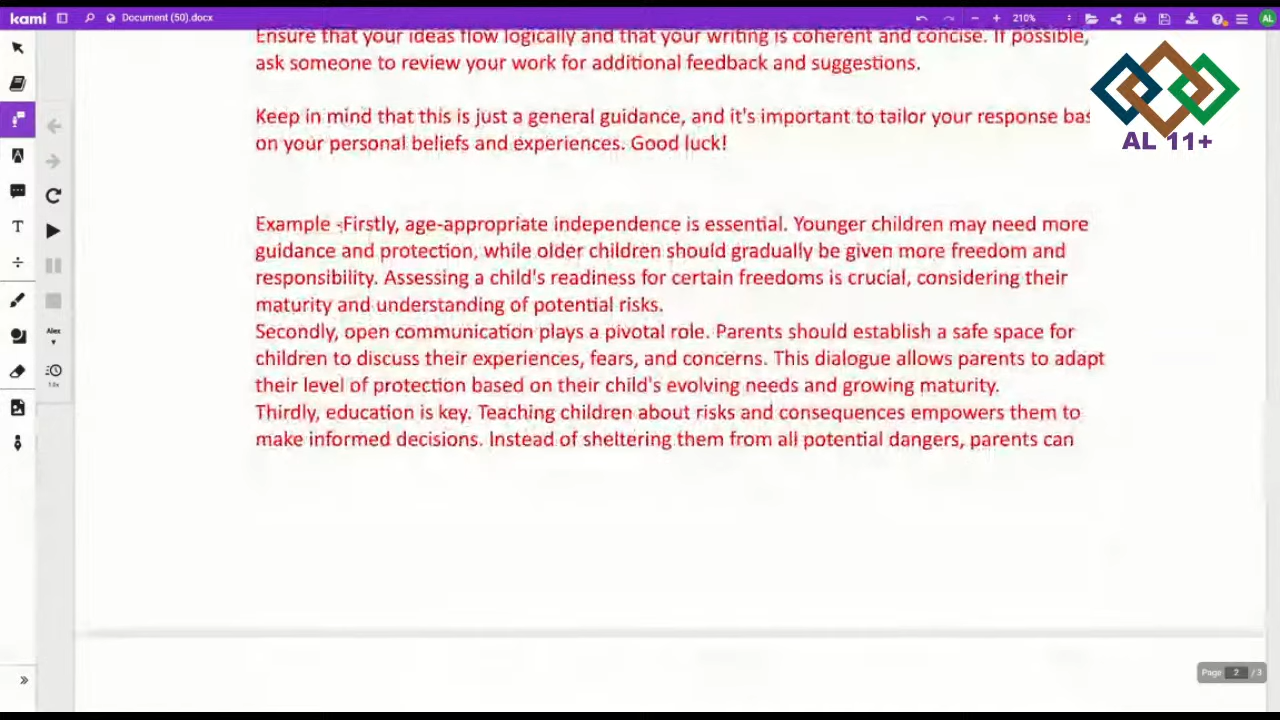 kami
Document (50).docx
210%
AL
Ensure that your ideas flow logically and that your writing is coherent and concise. If possible,
ask someone to review your work for additional feedback and suggestions.
AL 11+
Keep in mind that this is just a general guidance, and it's important to tailor your response bas
on your personal beliefs and experiences. Good luck!
Example -Firstly, age-appropriate independence is essential. Younger children may need more
guidance and protection, while older children should gradually be given more freedom and
responsibility. Assessing a child's readiness for certain freedoms is crucial, considering their
maturity and understanding of potential risks.
Secondly, open communication plays a pivotal role. Parents should establish a safe space for
children to discuss their experiences, fears, and concerns. This dialogue allows parents to adapt
their level of protection based on their child's evolving needs and growing maturity.
Thirdly, education is key. Teaching children about risks and consequences empowers them to
make informed decisions. Instead of sheltering them from all potential dangers, parents can
Alex
1.0x
Page 2 / 3